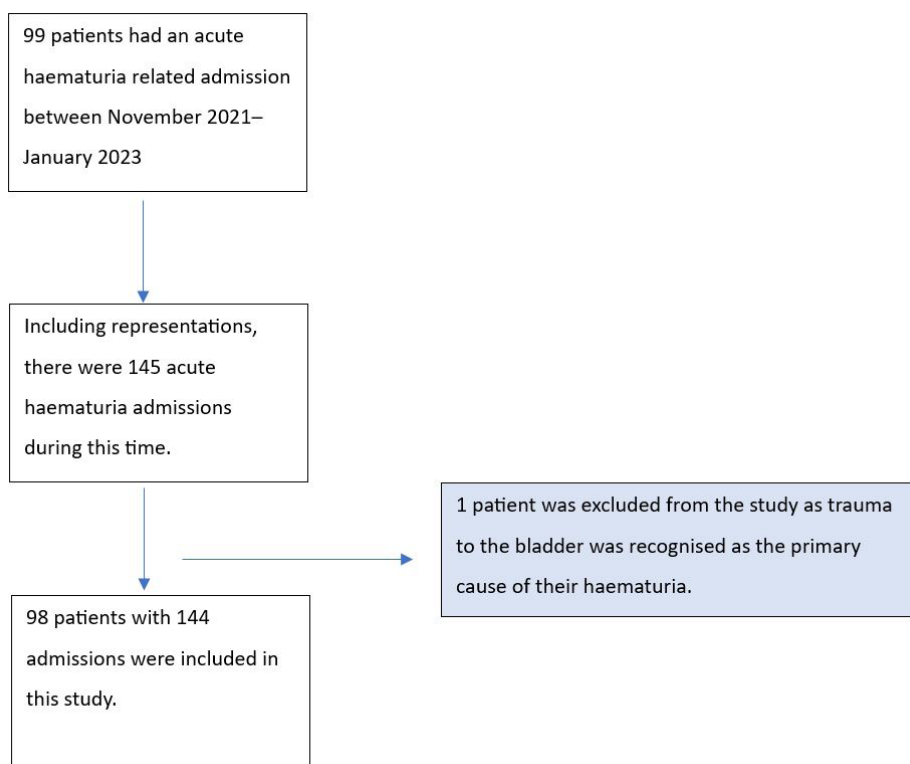 99 patients had an acute
haematuria related admission
between November 2021–
January 2023
Including representations,
there were 145 acute
haematuria admissions
during this time.
1 patient was excluded from the study as trauma
to the bladder was recognised as the primary
cause of their haematuria.
98 patients with 144
admissions were included in
this study.